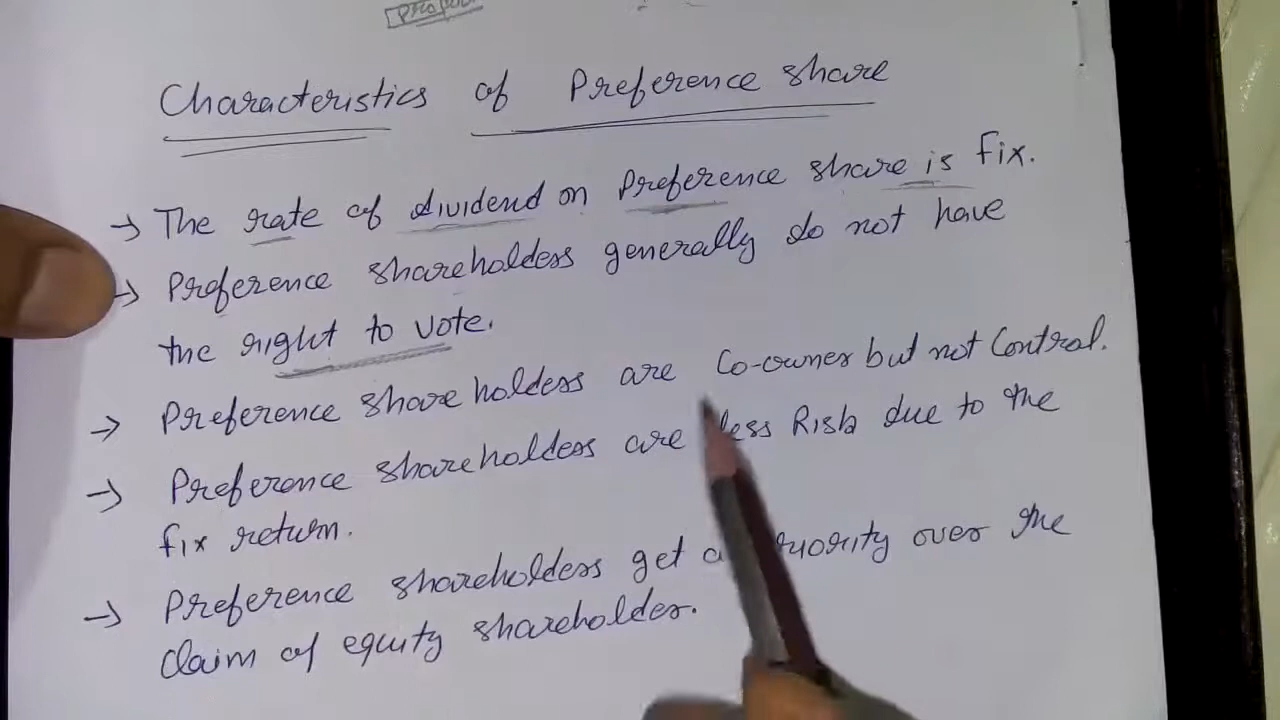 Characteristics of Preference share
→ The rate of dividend on Preference share is fix.
→ Preference shareholders generally do not have
the right to vote.
→ Preference shareholders are Co-owner but not Control.
→ Preference shareholders are less Risk due to the
fix return.
→ Preference shareholders get over the
claim of equity shareholder.